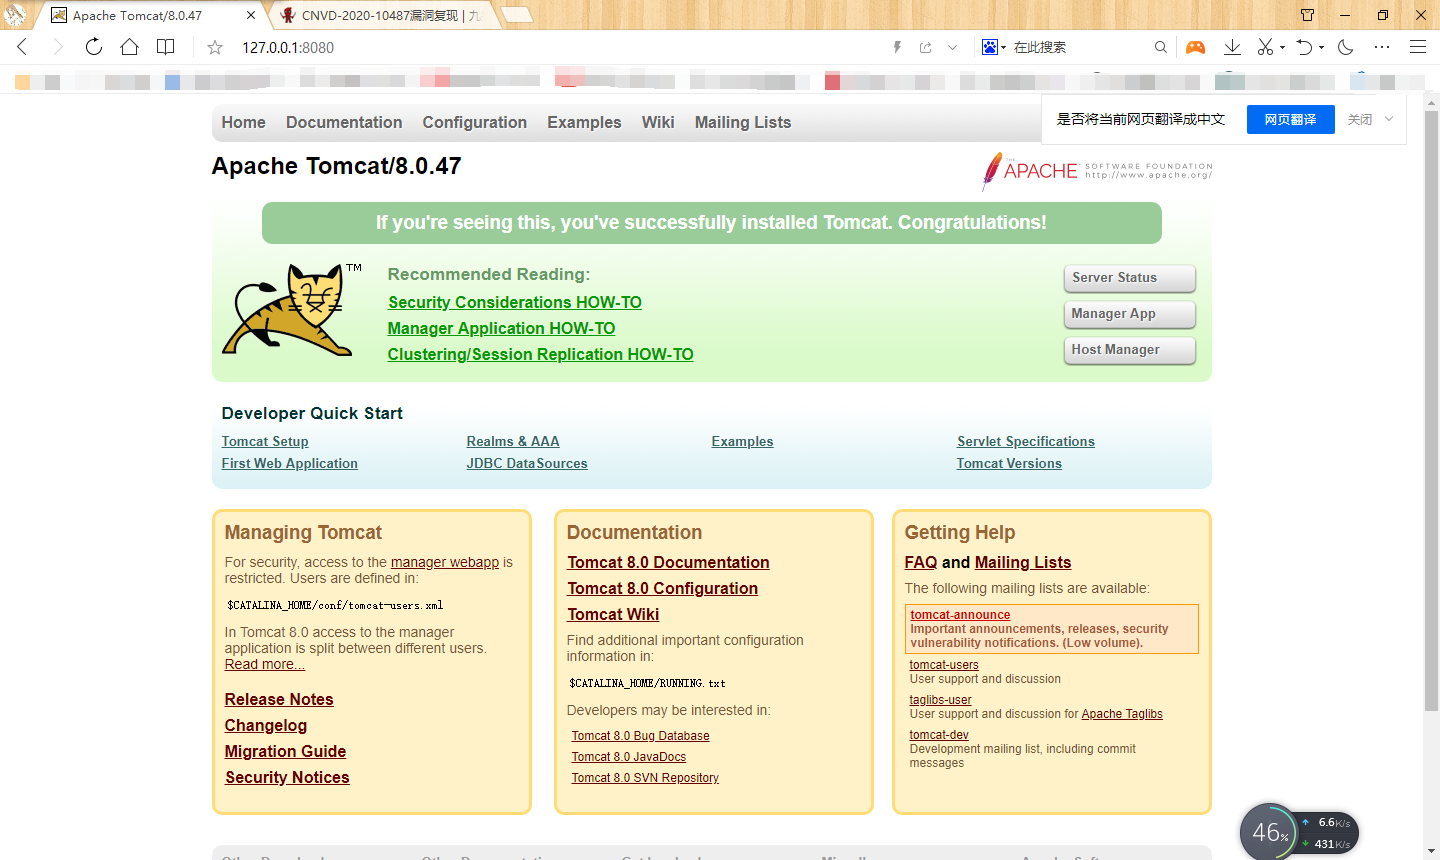 Apache Tomcat/8.0.47
CNVD-2020-10487漏洞复现 | 九
127.0.0.1:8080
在此搜索
Home Documentation Configuration Examples Wiki Mailing Lists
是否将当前网页翻译成中文 网页翻译 关闭
Apache Tomcat/8.0.47
THE APACHE SOFTWARE FOUNDATION
http://www.apache.org/
If you're seeing this, you've successfully installed Tomcat. Congratulations!
TM
Recommended Reading:
Security Considerations HOW-TO
Manager Application HOW-TO
Clustering/Session Replication HOW-TO
Server Status
Manager App
Host Manager
Developer Quick Start
Tomcat Setup
First Web Application
Realms & AAA
JDBC DataSources
Examples
Servlet Specifications
Tomcat Versions
Managing Tomcat
For security, access to the manager webapp is
restricted. Users are defined in:
$CATALINA_HOME/conf/tomcat-users.xml
In Tomcat 8.0 access to the manager
application is split between different users.
Read more...
Release Notes
Changelog
Migration Guide
Security Notices
Documentation
Tomcat 8.0 Documentation
Tomcat 8.0 Configuration
Tomcat Wiki
Find additional important configuration
information in:
$CATALINA_HOME/RUNNING.txt
Developers may be interested in:
Tomcat 8.0 Bug Database
Tomcat 8.0 JavaDocs
Tomcat 8.0 SVN Repository
Getting Help
FAQ and Mailing Lists
The following mailing lists are available:
tomcat-announce
Important announcements, releases, security
vulnerability notifications. (Low volume).
tomcat-users
User support and discussion
taglibs-user
User support and discussion for Apache Taglibs
tomcat-dev
Development mailing list, including commit
messages
46%
6.6K/s
431K/s